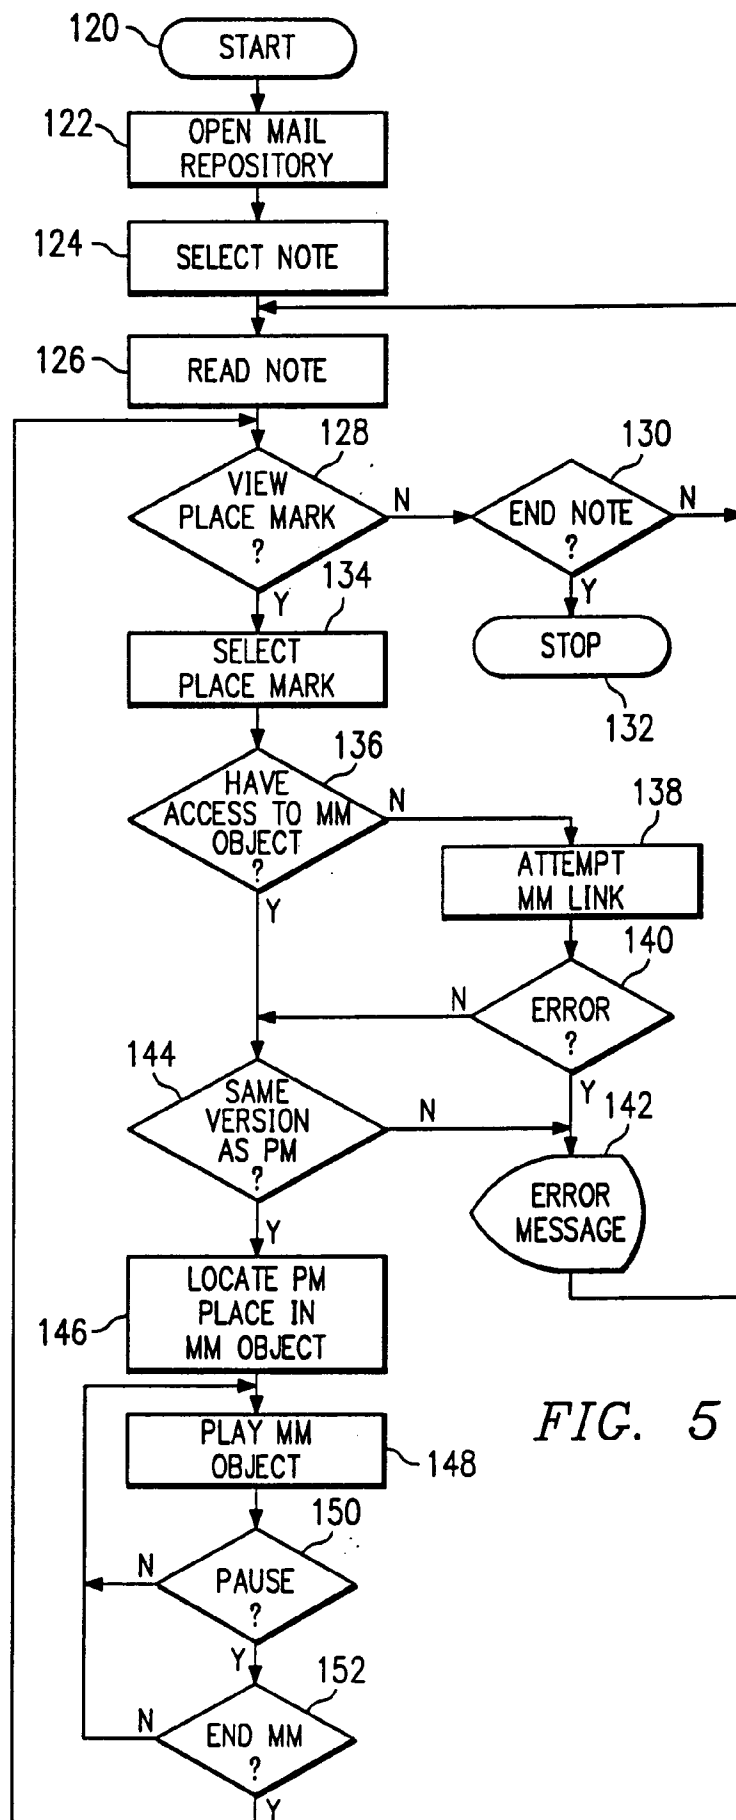 120
START
122
OPEN MAIL
REPOSITORY
124
SELECT NOTE
126
READ NOTE
128
VIEW
PLACE MARK
?
N
Y
130
END NOTE
?
N
Y
STOP
132
134
SELECT
PLACE MARK
136
HAVE
ACCESS TO MM
OBJECT
?
N
Y
138
ATTEMPT
MM LINK
140
ERROR
?
N
Y
144
SAME
VERSION
AS PM
?
N
Y
142
ERROR
MESSAGE
146
LOCATE PM
PLACE IN
MM OBJECT
FIG. 5
PLAY MM
OBJECT
148
150
PAUSE
?
N
Y
152
END MM
?
N
Y